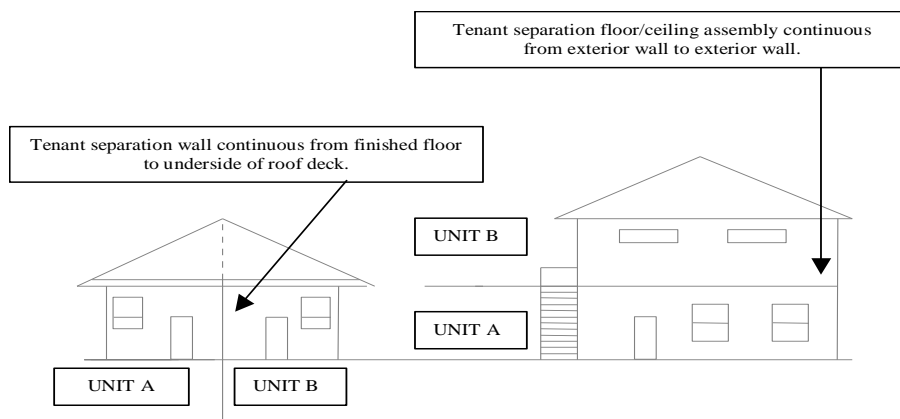 Tenant separation floor/ceiling assembly continuous
from exterior wall to exterior wall.
Tenant separation wall continuous from finished floor
to underside of roof deck.
UNIT B
UNIT A
UNIT A
UNIT B